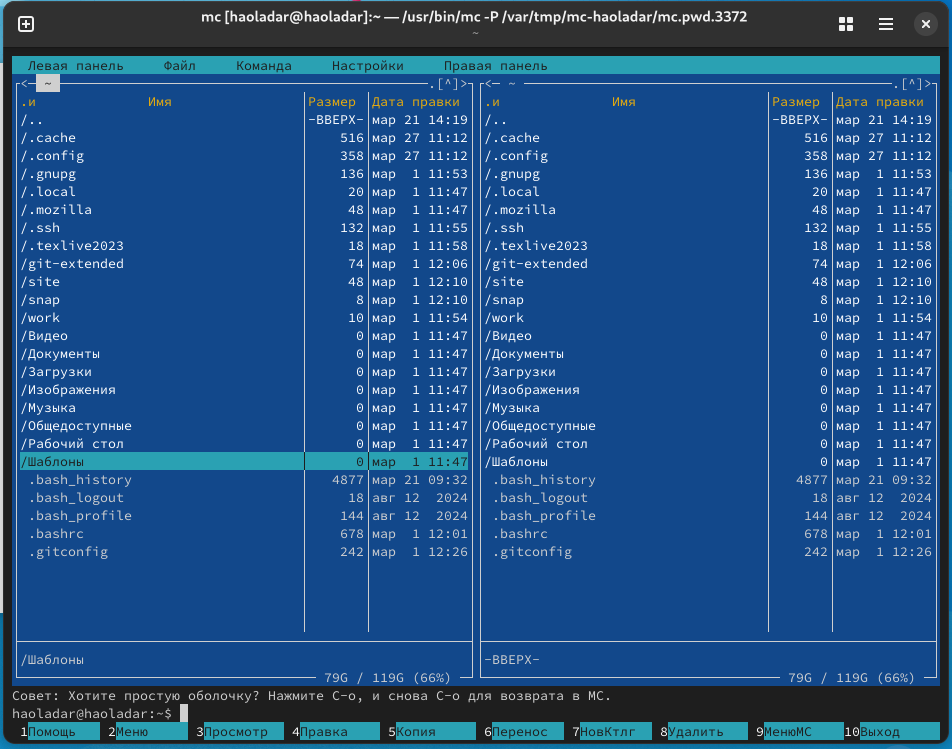 mc [haoladar@haoladar]:~ — /usr/bin/mc -P /var/tmp/mc-haoladar/mc.pwd.3372
~
Левая панель Файл Команда Настройки Правая панель
<─ ~ .[^]> <─ ~ .[^]>
.и Имя Размер Дата правки .и Имя Размер Дата правки
/.. -ВВЕРХ- мар 21 14:19 /.. -ВВЕРХ- мар 21 14:19
/.cache 516 мар 27 11:12 /.cache 516 мар 27 11:12
/.config 358 мар 27 11:12 /.config 358 мар 27 11:12
/.gnupg 136 мар 1 11:53 /.gnupg 136 мар 1 11:53
/.local 20 мар 1 11:47 /.local 20 мар 1 11:47
/.mozilla 48 мар 1 11:47 /.mozilla 48 мар 1 11:47
/.ssh 132 мар 1 11:55 /.ssh 132 мар 1 11:55
/.texlive2023 18 мар 1 11:58 /.texlive2023 18 мар 1 11:58
/git-extended 74 мар 1 12:06 /git-extended 74 мар 1 12:06
/site 48 мар 1 12:10 /site 48 мар 1 12:10
/snap 8 мар 1 12:10 /snap 8 мар 1 12:10
/work 10 мар 1 11:54 /work 10 мар 1 11:54
/Видео 0 мар 1 11:47 /Видео 0 мар 1 11:47
/Документы 0 мар 1 11:47 /Документы 0 мар 1 11:47
/Загрузки 0 мар 1 11:47 /Загрузки 0 мар 1 11:47
/Изображения 0 мар 1 11:47 /Изображения 0 мар 1 11:47
/Музыка 0 мар 1 11:47 /Музыка 0 мар 1 11:47
/Общедоступные 0 мар 1 11:47 /Общедоступные 0 мар 1 11:47
/Рабочий стол 0 мар 1 11:47 /Рабочий стол 0 мар 1 11:47
/Шаблоны 0 мар 1 11:47 /Шаблоны 0 мар 1 11:47
.bash_history 4877 мар 21 09:32 .bash_history 4877 мар 21 09:32
.bash_logout 18 авг 12 2024 .bash_logout 18 авг 12 2024
.bash_profile 144 авг 12 2024 .bash_profile 144 авг 12 2024
.bashrc 678 мар 1 12:01 .bashrc 678 мар 1 12:01
.gitconfig 242 мар 1 12:26 .gitconfig 242 мар 1 12:26
/Шаблоны -ВВЕРХ-
79G / 119G (66%) 79G / 119G (66%)
Совет: Хотите простую оболочку? Нажмите C-o, и снова C-o для возврата в MC.
haoladar@haoladar:~$
1Помощь 2Меню 3Просмотр 4Правка 5Копия 6Перенос 7НовКтлг 8Удалить 9МенюMC 10Выход